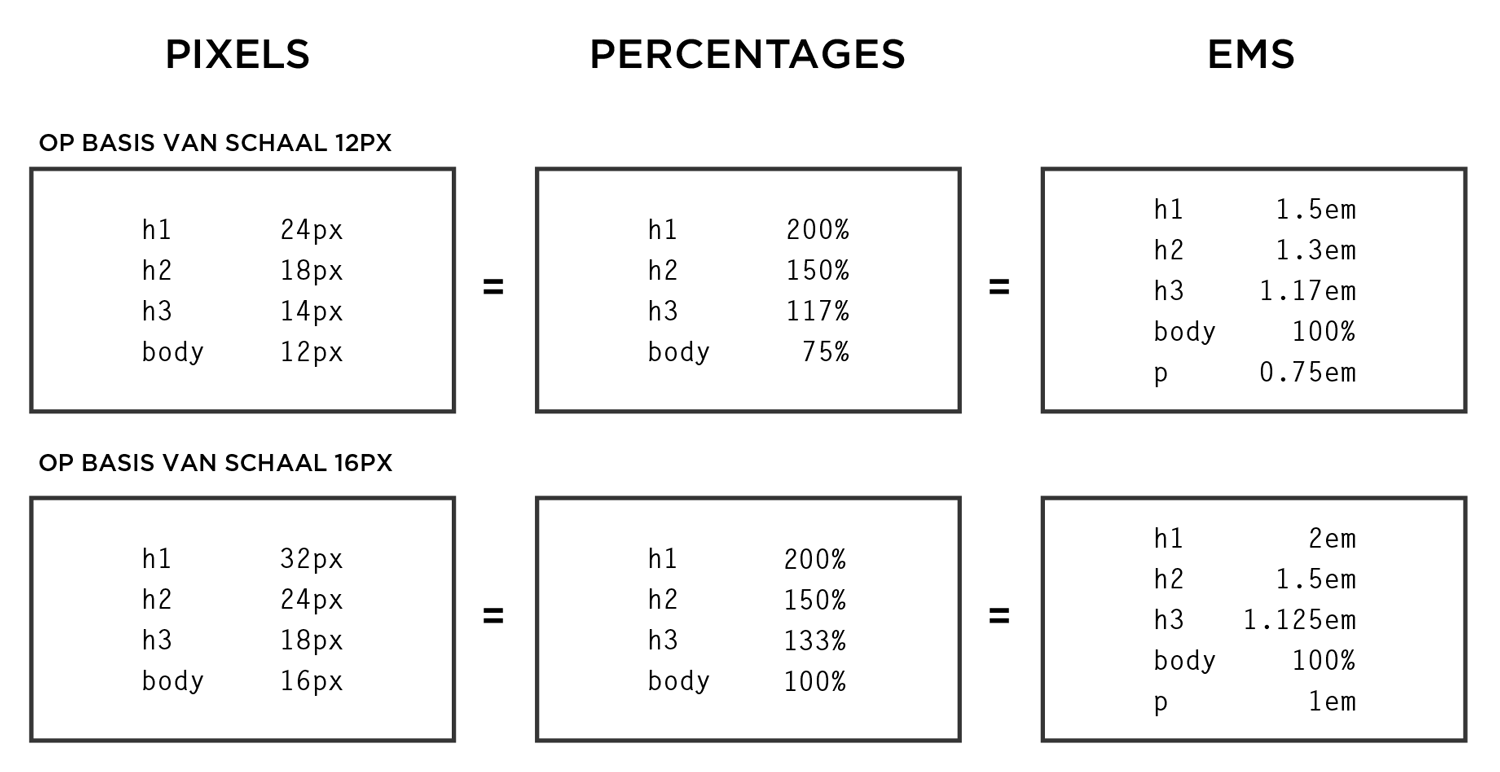 PIXELS PERCENTAGES EMS
OP BASIS VAN SCHAAL 12PX
h1 24px
h2 18px
h3 14px
body 12px
=
h1 200%
h2 150%
h3 117%
body 75%
=
h1 1.5em
h2 1.3em
h3 1.17em
body 100%
p 0.75em
OP BASIS VAN SCHAAL 16PX
h1 32px
h2 24px
h3 18px
body 16px
=
h1 200%
h2 150%
h3 133%
body 100%
=
h1 2em
h2 1.5em
h3 1.125em
body 100%
p 1em